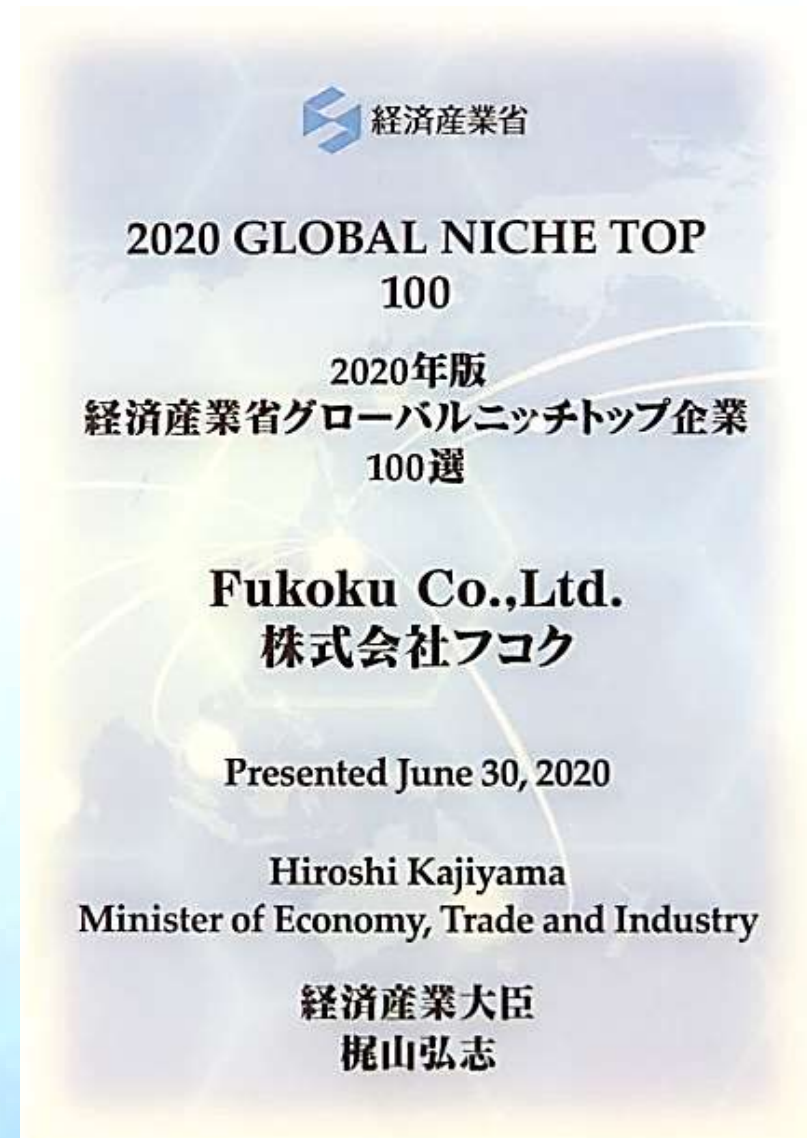 経済産業省
2020 GLOBAL NICHE TOP
100
2020年版
経済産業省グローバルニッチトップ企業
100選
Fukoku Co.,Ltd.
株式会社フコク
Presented June 30, 2020
Hiroshi Kajiyama
Minister of Economy, Trade and Industry
経済産業大臣
梶山弘志